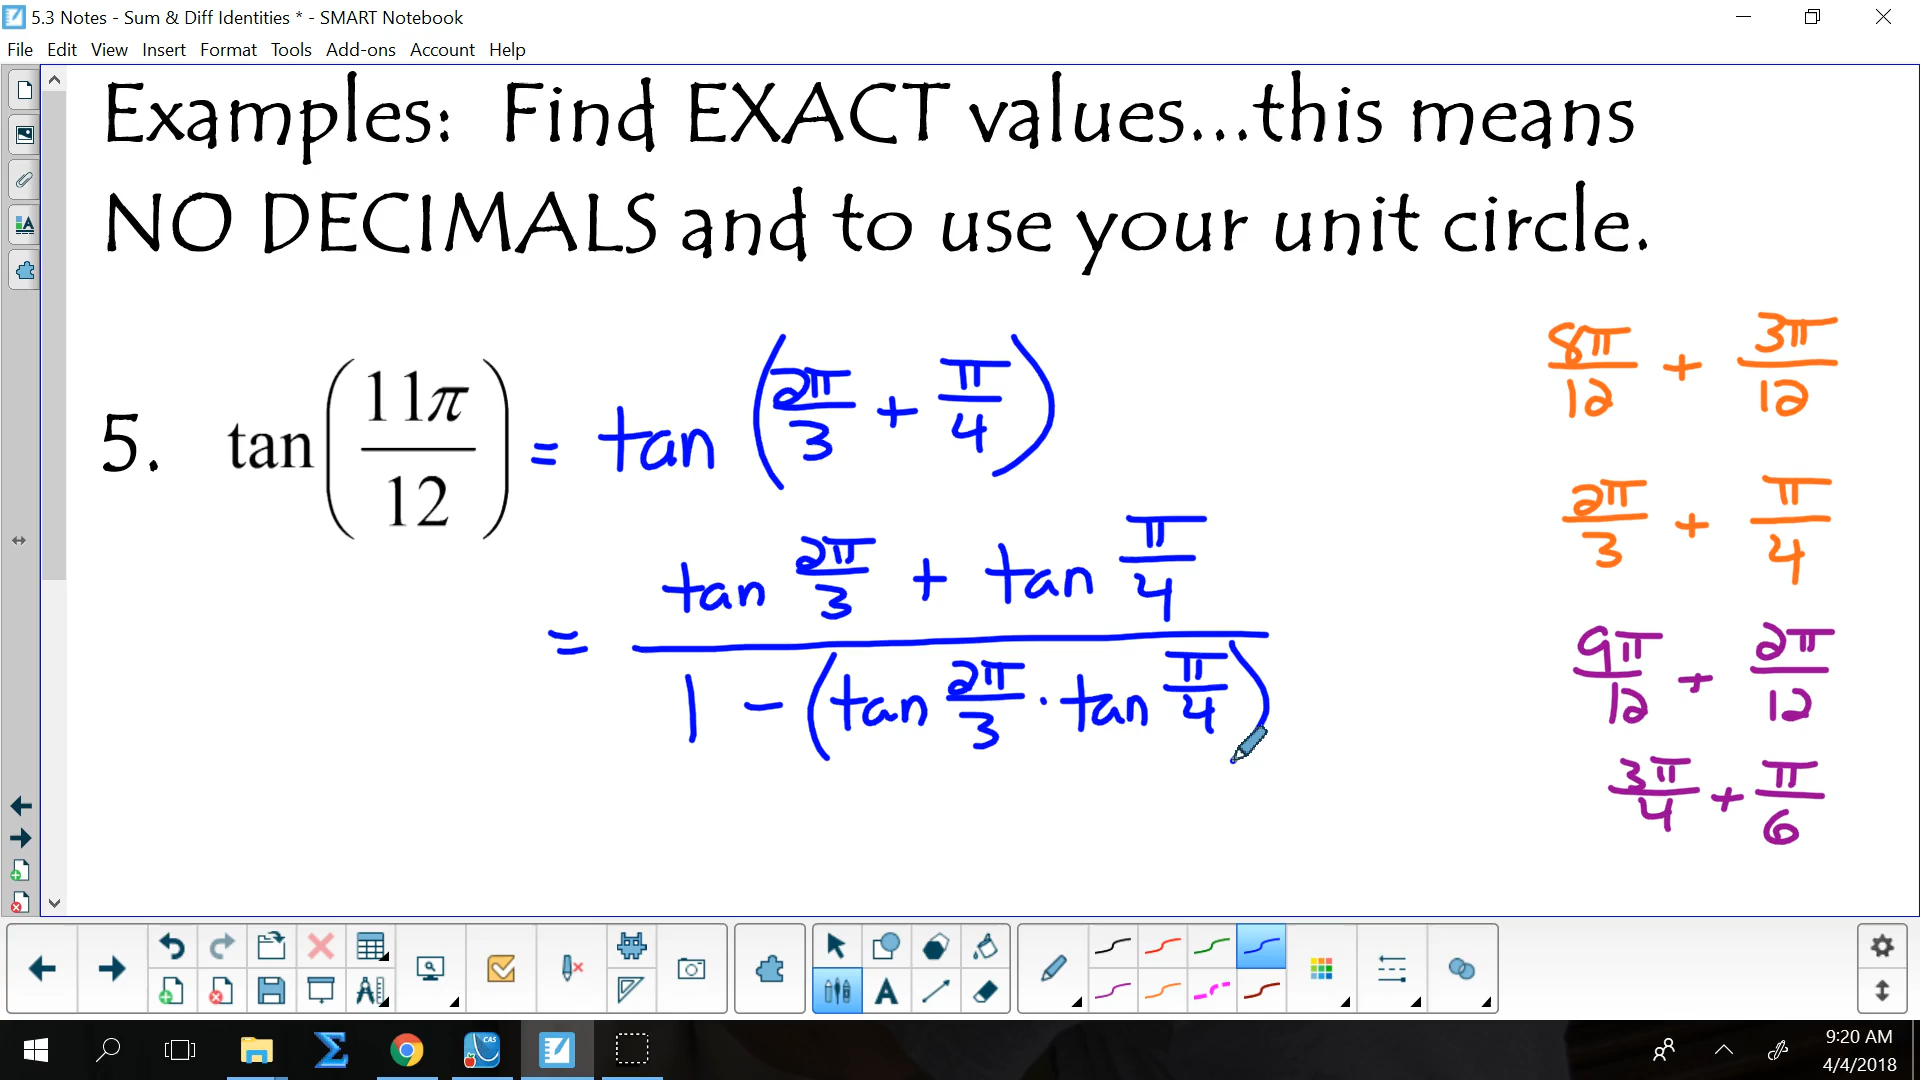 5.3 Notes - Sum & Diff Identities * - SMART Notebook
File Edit View Insert Format Tools Add-ons Account Help
Examples: Find EXACT values...this means
NO DECIMALS and to use your unit circle.
5. tan(11π/12) = tan(2π/3 + π/4)
= (tan 2π/3 + tan π/4) / (1 - (tan 2π/3 · tan π/4))
8π/12 + 3π/12
2π/3 + π/4
9π/12 + 2π/12
3π/4 + π/6
A
CAS
9:20 AM
4/4/2018